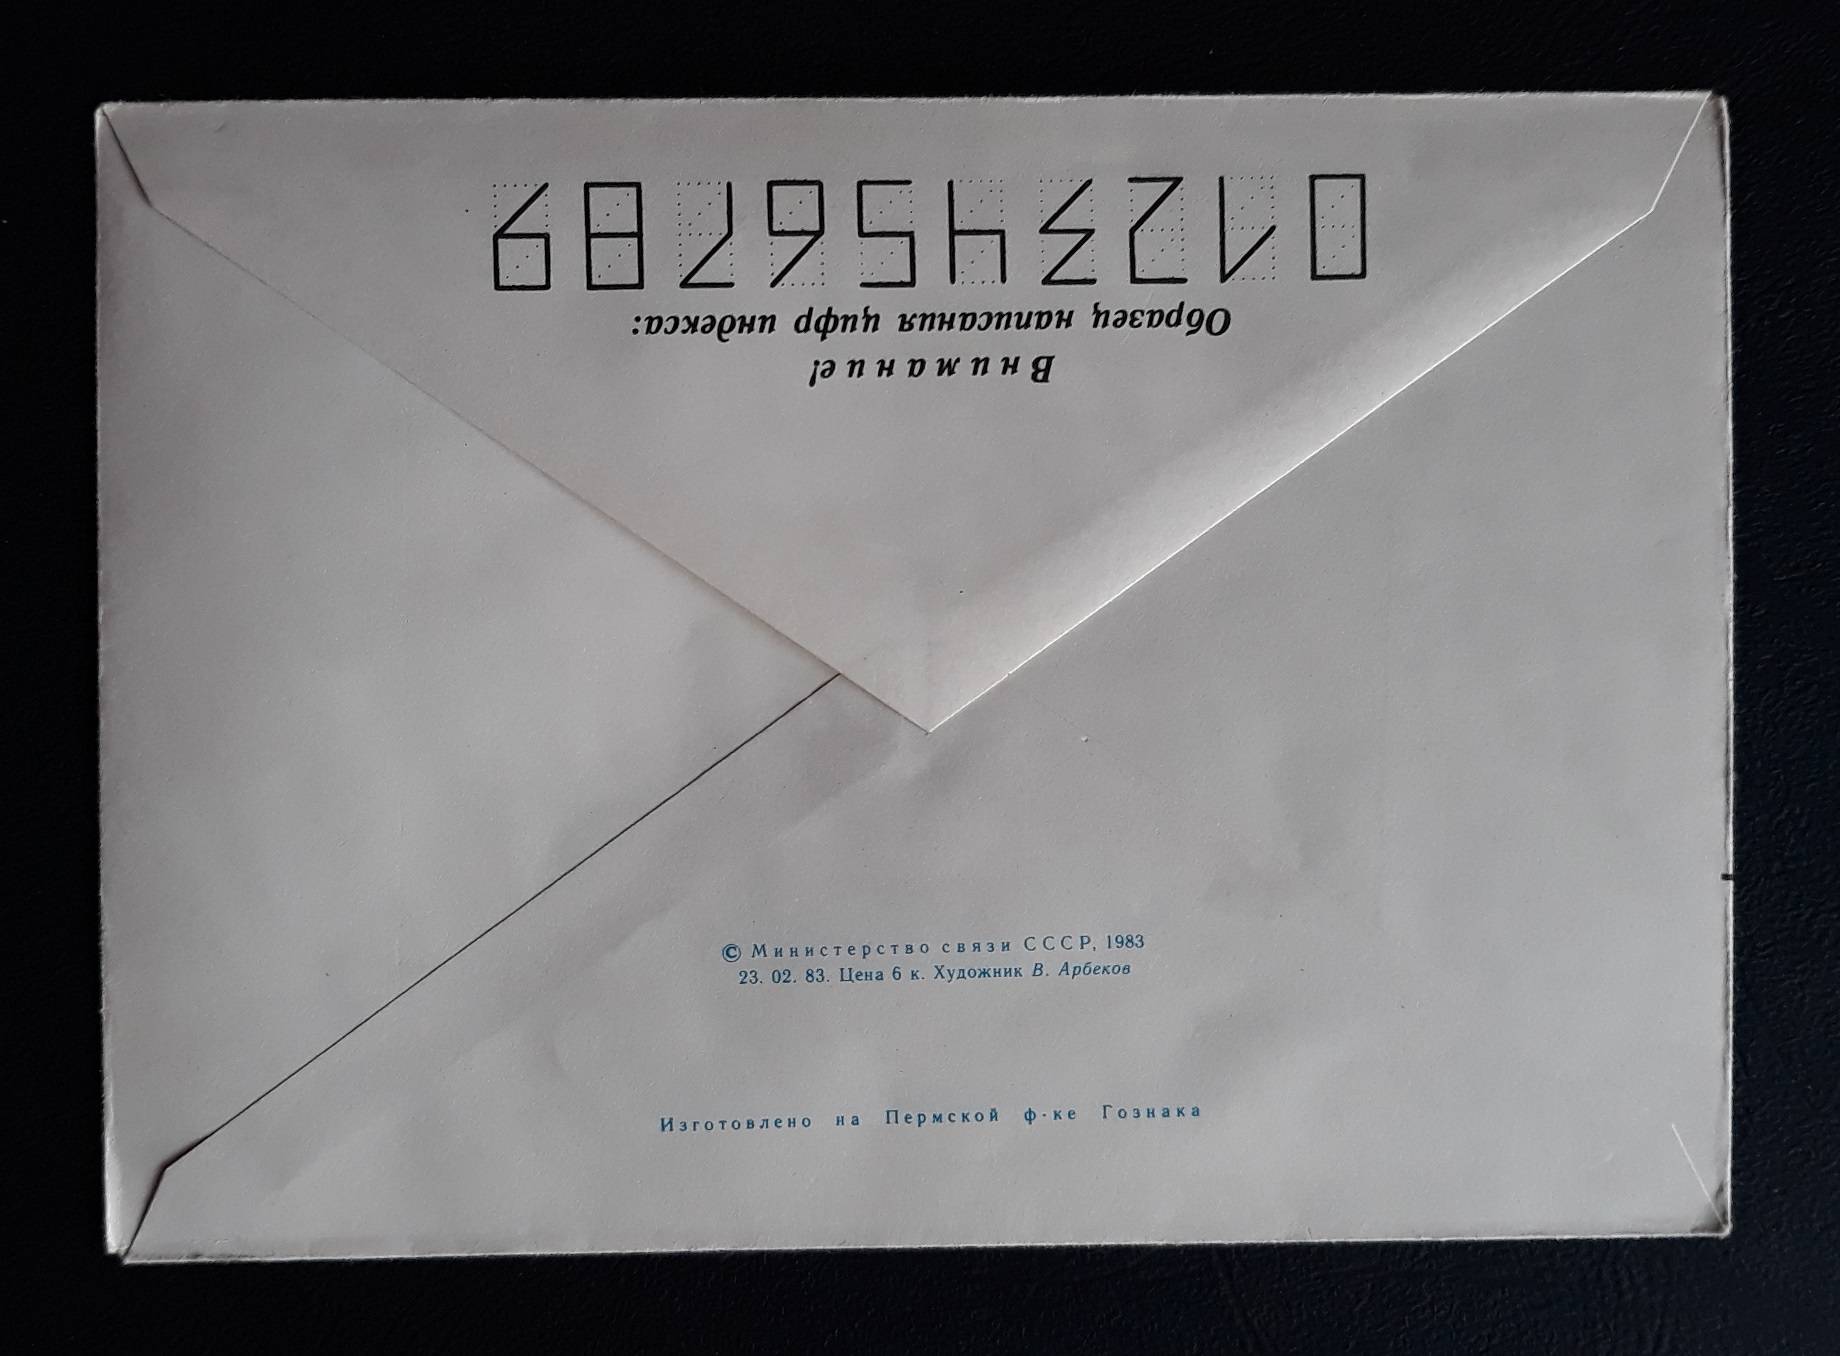 Внимание!
Образец написания цифр индекса:
0123456789
© Министерство связи СССР, 1983
23. 02. 83. Цена 6 к. Художник В. Арбеков
Изготовлено на Пермской ф-ке Гознака